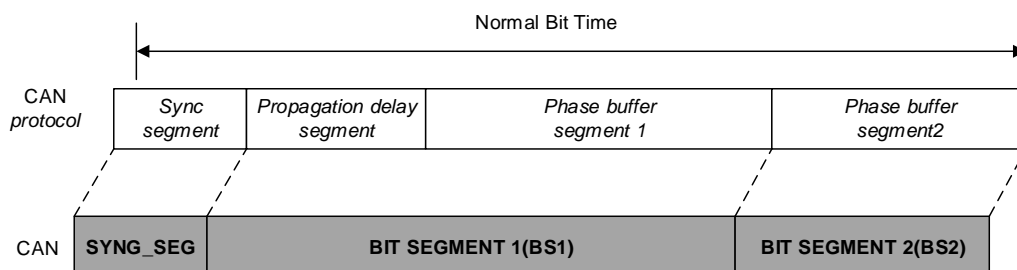 Normal Bit Time
CAN
protocol
Sync
segment
Propagation delay
segment
Phase buffer
segment 1
Phase buffer
segment2
CAN
SYNG_SEG
BIT SEGMENT 1(BS1)
BIT SEGMENT 2(BS2)